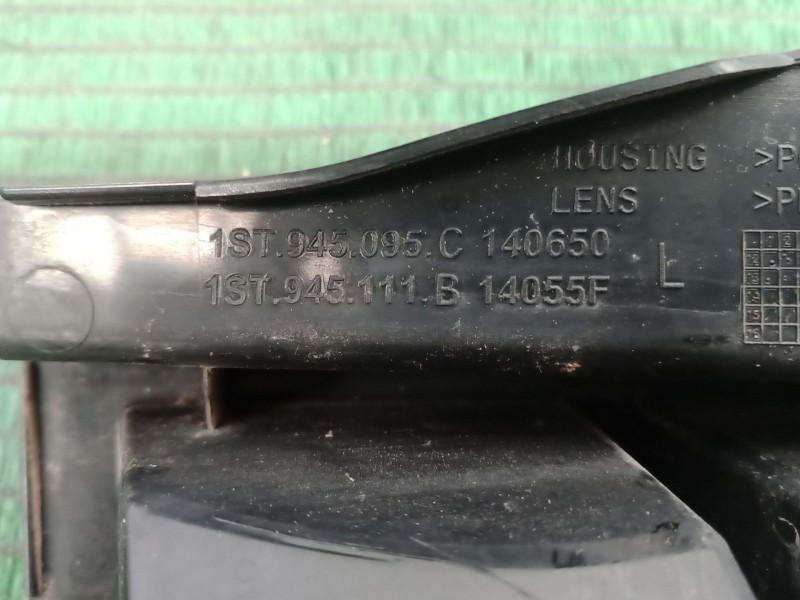 HOUSING >P
LENS >P
1ST.945.095.C 140650
1ST.945.111.B 14055F
L